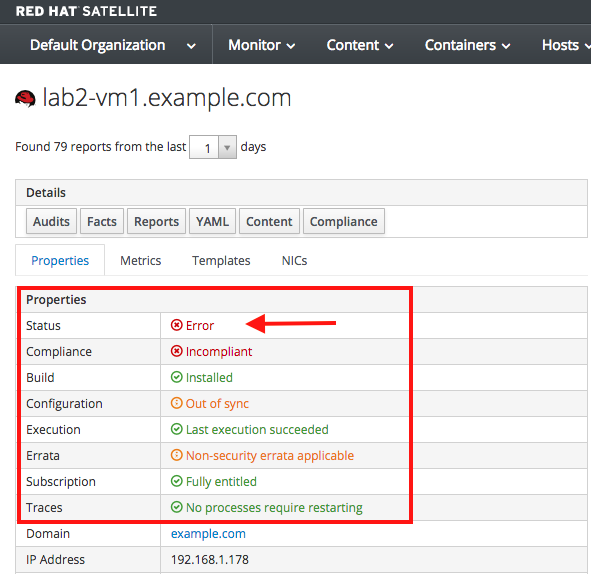 RED HAT SATELLITE
Default Organization Monitor Content Containers Hosts
lab2-vm1.example.com
Found 79 reports from the last 1 days
Details
Audits Facts Reports YAML Content Compliance
Properties Metrics Templates NICs
Properties
Status Error
Compliance Incompliant
Build Installed
Configuration Out of sync
Execution Last execution succeeded
Errata Non-security errata applicable
Subscription Fully entitled
Traces No processes require restarting
Domain example.com
IP Address 192.168.1.178